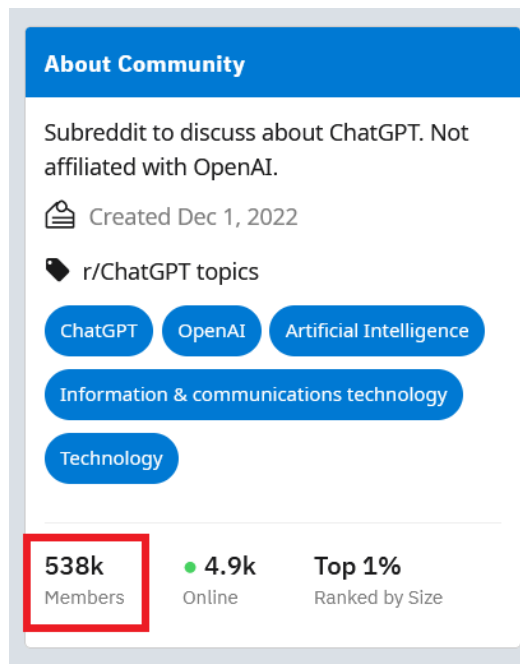 About Community
Subreddit to discuss about ChatGPT. Not
affiliated with OpenAI.
Created Dec 1, 2022
r/ChatGPT topics
ChatGPT OpenAI Artificial Intelligence
Information & communications technology
Technology
538k 4.9k Top 1%
Members Online Ranked by Size